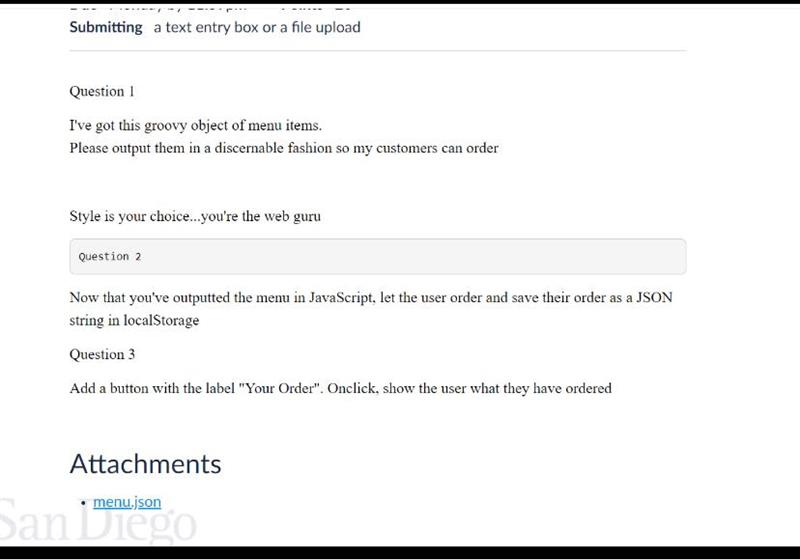 Submitting a text entry box or a file upload
Question 1
I've got this groovy object of menu items.
Please output them in a discernable fashion so my customers can order
Style is your choice...you're the web guru
Question 2
Now that you've outputted the menu in JavaScript, let the user order and save their order as a JSON
string in localStorage
Question 3
Add a button with the label "Your Order". Onclick, show the user what they have ordered
Attachments
menu.json
San Diego